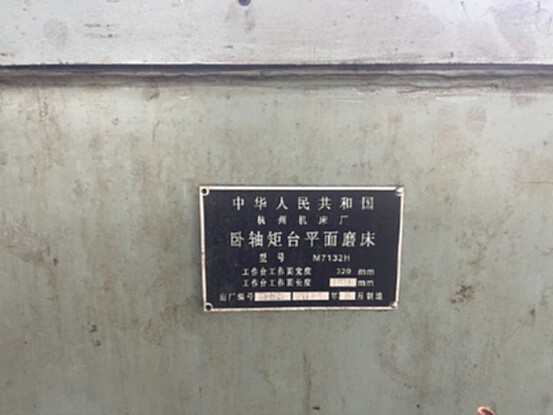 中华人民共和国
杭州机床厂
卧轴矩台平面磨床
型号 M7132H
工作台工作面宽度 320 mm
工作台工作面长度 mm
出厂编号 年 月制造